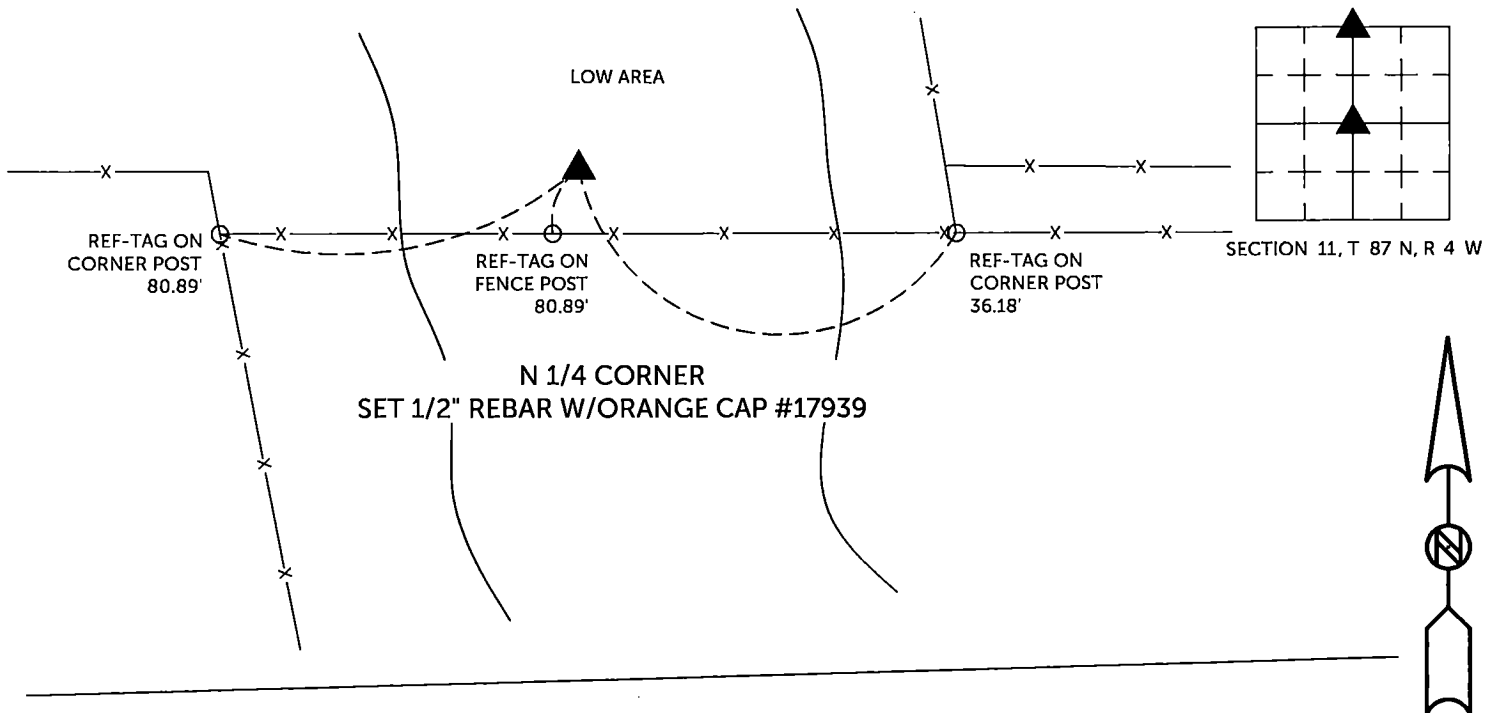 LOW AREA
REF-TAG ON
CORNER POST
80.89'
REF-TAG ON
FENCE POST
80.89'
REF-TAG ON
CORNER POST
36.18'
SECTION 11, T 87 N, R 4 W
N 1/4 CORNER
SET 1/2" REBAR W/ORANGE CAP #17939
N